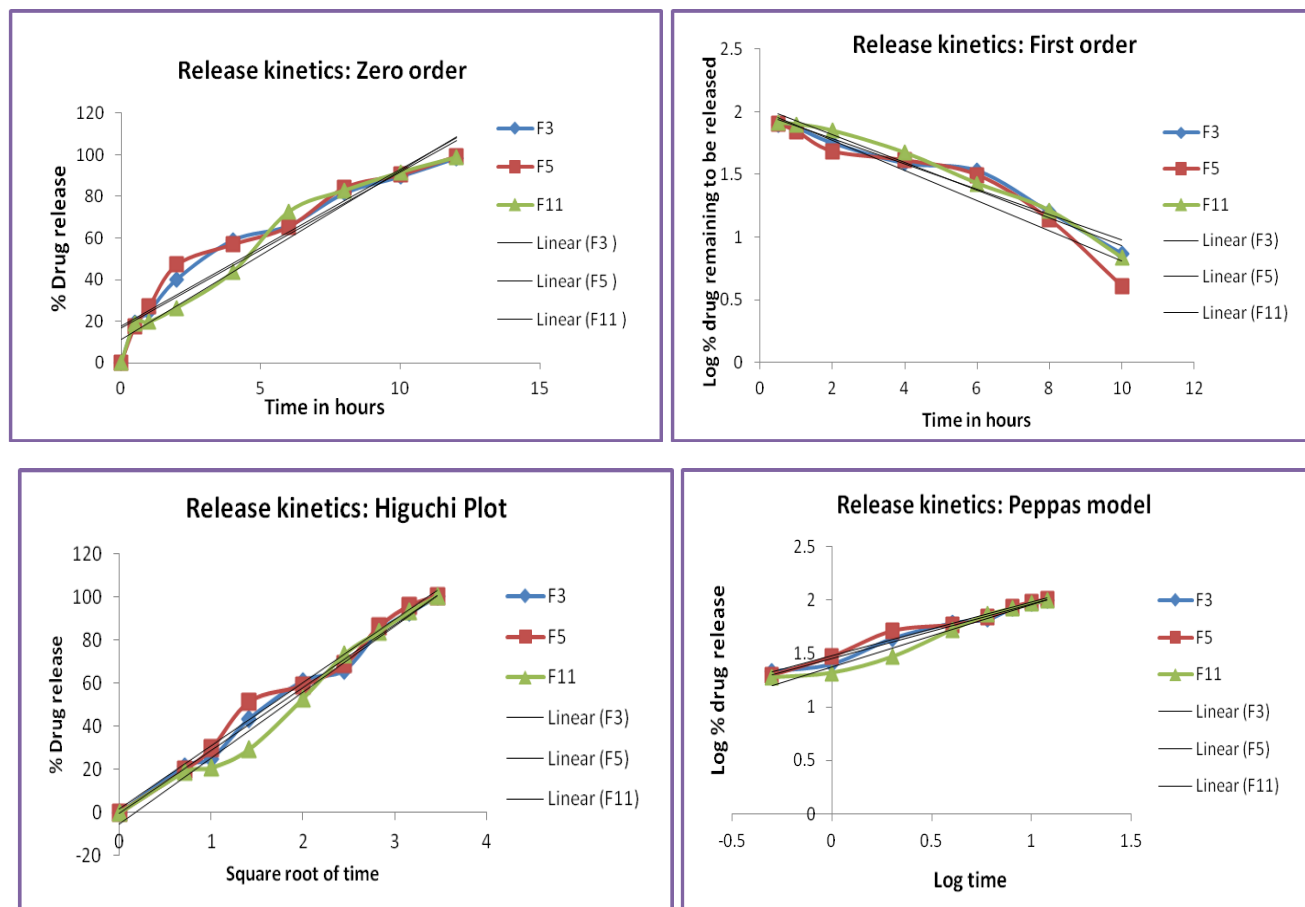 Release kinetics: Zero order
% Drug release
120
100
80
60
40
20
0
0
5
10
15
Time in hours
F3
F5
F11
Linear (F3 )
Linear (F5 )
Linear (F11 )
Release kinetics: First order
Log % drug remaining to be released
2.5
2
1.5
1
0.5
0
0
2
4
6
8
10
12
Time in hours
F3
F5
F11
Linear (F3)
Linear (F5)
Linear (F11)
Release kinetics: Higuchi Plot
% Drug release
120
100
80
60
40
20
0
-20
0
1
2
3
4
Square root of time
F3
F5
F11
Linear (F3)
Linear (F5)
Linear (F11)
Release kinetics: Peppas model
Log % drug release
2.5
2
1.5
1
0.5
0
-0.5
0
0.5
1
1.5
Log time
F3
F5
F11
Linear (F3)
Linear (F5)
Linear (F11)